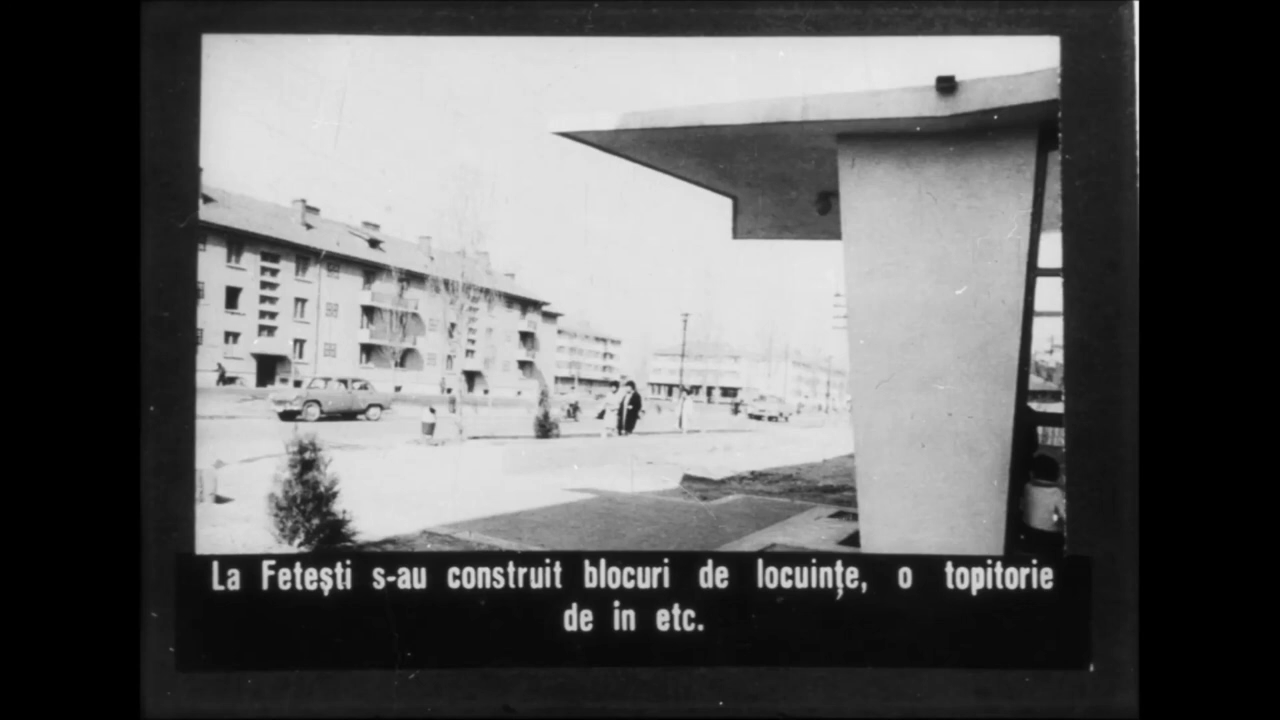 La Fetești s-au construit blocuri de locuințe, o topitorie
de in etc.